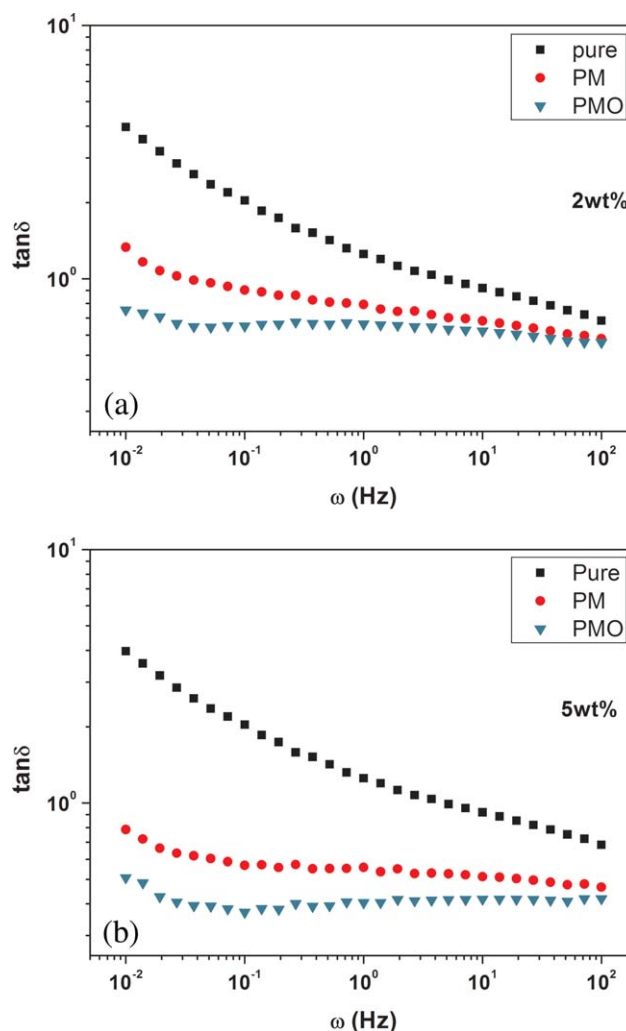 10¹
pure
PM
PMO
2wt%
tanδ
10⁰
(a)
10⁻² 10⁻¹ 10⁰ 10¹ 10²
ω (Hz)
10¹
Pure
PM
PMO
5wt%
tanδ
10⁰
(b)
10⁻² 10⁻¹ 10⁰ 10¹ 10²
ω (Hz)